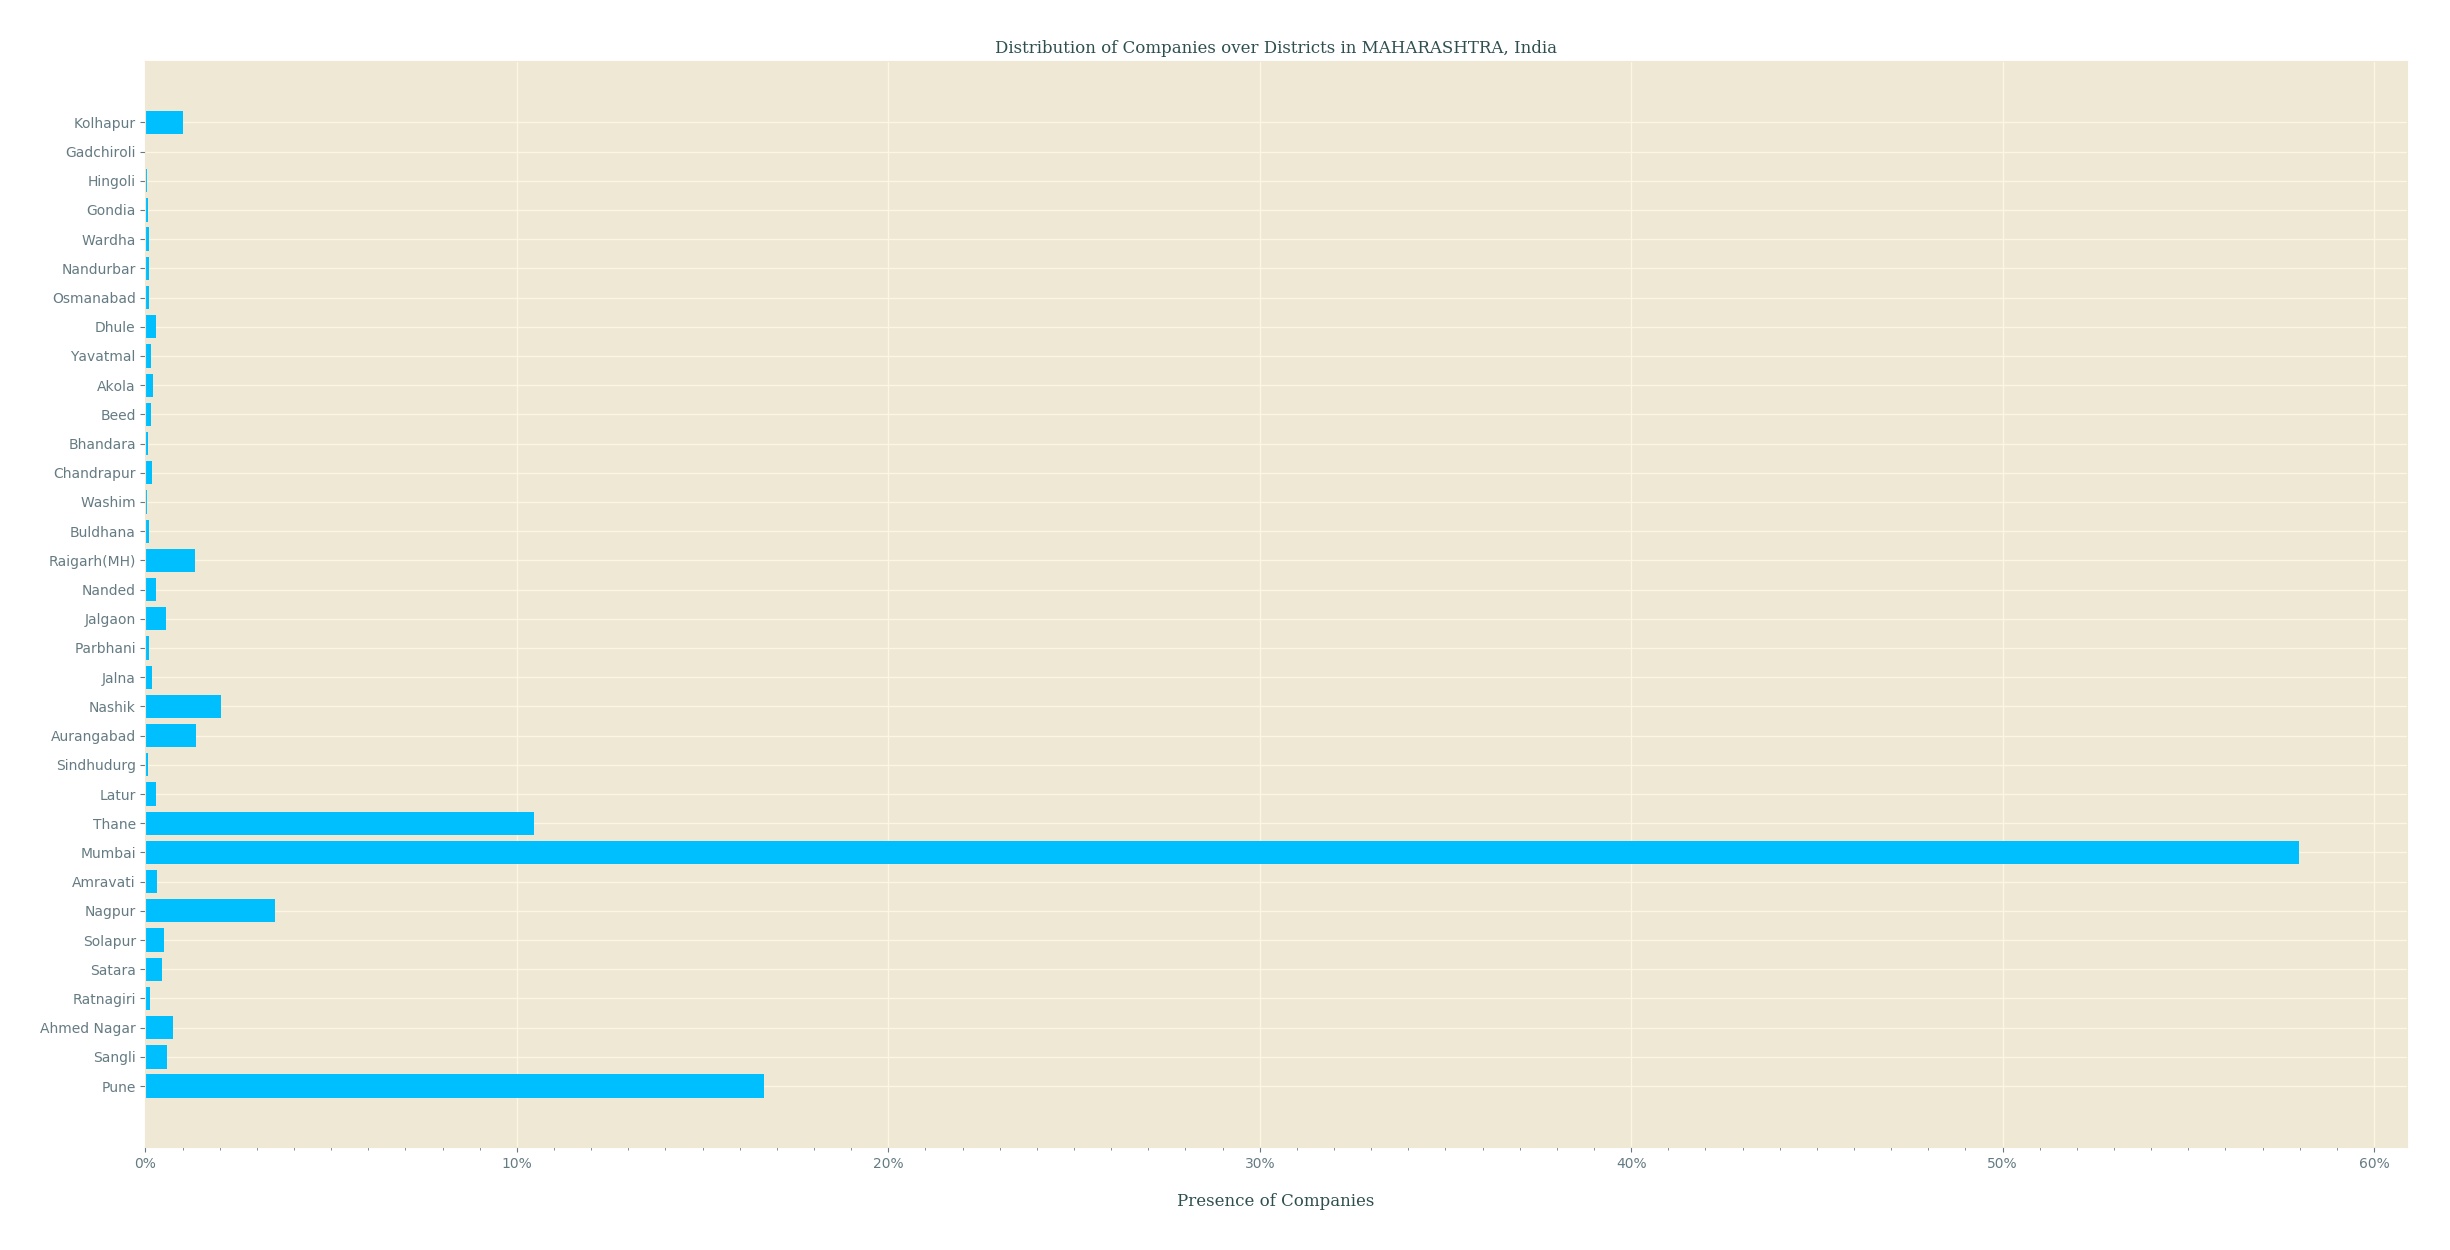 Distribution of Companies over Districts in MAHARASHTRA, India
Kolhapur
Gadchiroli
Hingoli
Gondia
Wardha
Nandurbar
Osmanabad
Dhule
Yavatmal
Akola
Beed
Bhandara
Chandrapur
Washim
Buldhana
Raigarh(MH)
Nanded
Jalgaon
Parbhani
Jalna
Nashik
Aurangabad
Sindhudurg
Latur
Thane
Mumbai
Amravati
Nagpur
Solapur
Satara
Ratnagiri
Ahmed Nagar
Sangli
Pune
0% 10% 20% 30% 40% 50% 60%
Presence of Companies